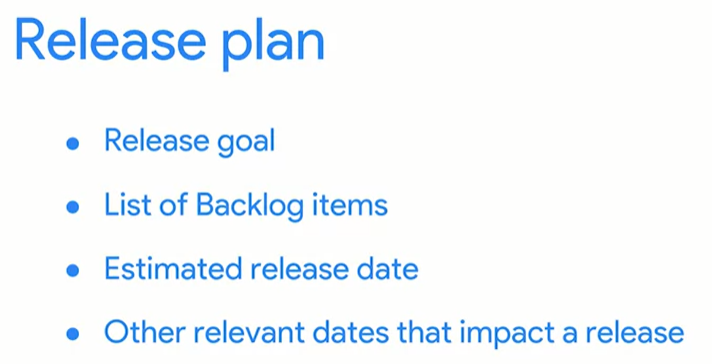 Release plan
• Release goal
• List of Backlog items
• Estimated release date
• Other relevant dates that impact a release